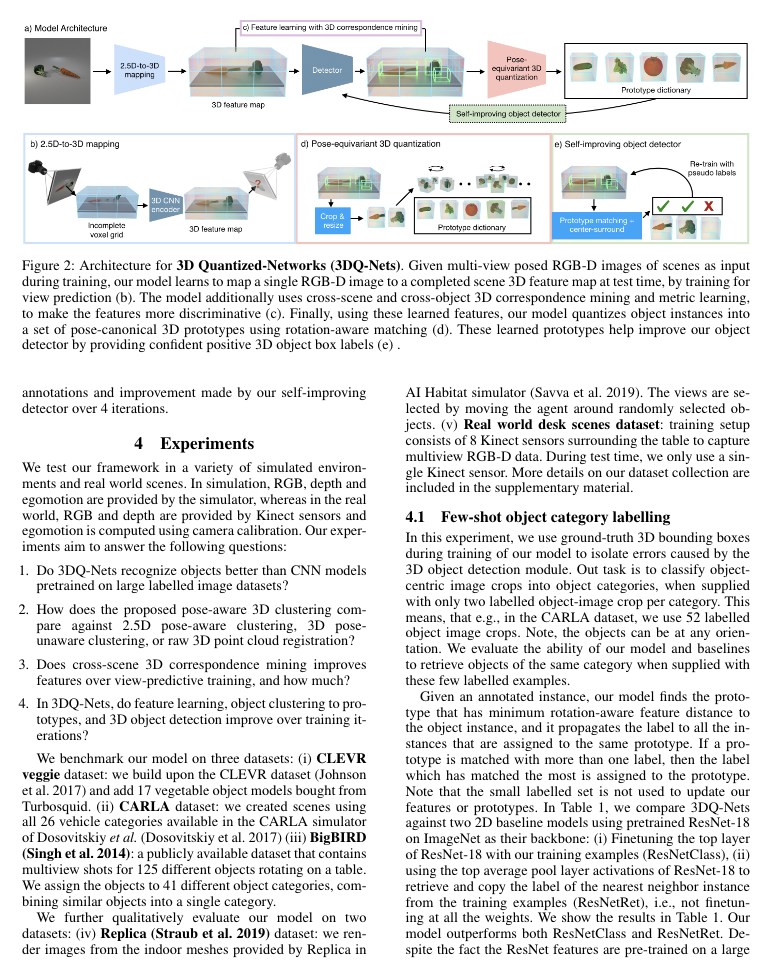 a) Model Architecture
c) Feature learning with 3D correspondence mining
2.5D-to-3D
mapping
3D feature map
Detector
Pose-
equivariant 3D
quantization
Prototype dictionary
Self-improving object detector
b) 2.5D-to-3D mapping
Incomplete
voxel grid
3D CNN
encoder
3D feature map
?
d) Pose-equivariant 3D quantization
Crop &
resize
Prototype dictionary
e) Self-improving object detector
Re-train with
pseudo labels
Prototype matching +
center-surround
X
Figure 2: Architecture for 3D Quantized-Networks (3DQ-Nets). Given multi-view posed RGB-D images of scenes as input
during training, our model learns to map a single RGB-D image to a completed scene 3D feature map at test time, by training for
view prediction (b). The model additionally uses cross-scene and cross-object 3D correspondence mining and metric learning,
to make the features more discriminative (c). Finally, using these learned features, our model quantizes object instances into
a set of pose-canonical 3D prototypes using rotation-aware matching (d). These learned prototypes help improve our object
detector by providing confident positive 3D object box labels (e) .
annotations and improvement made by our self-improving
detector over 4 iterations.
4 Experiments
We test our framework in a variety of simulated environ-
ments and real world scenes. In simulation, RGB, depth and
egomotion are provided by the simulator, whereas in the real
world, RGB and depth are provided by Kinect sensors and
egomotion is computed using camera calibration. Our exper-
iments aim to answer the following questions:
1. Do 3DQ-Nets recognize objects better than CNN models
pretrained on large labelled image datasets?
2. How does the proposed pose-aware 3D clustering com-
pare against 2.5D pose-aware clustering, 3D pose-
unaware clustering, or raw 3D point cloud registration?
3. Does cross-scene 3D correspondence mining improves
features over view-predictive training, and how much?
4. In 3DQ-Nets, do feature learning, object clustering to pro-
totypes, and 3D object detection improve over training it-
erations?
We benchmark our model on three datasets: (i) CLEVR
veggie dataset: we build upon the CLEVR dataset (Johnson
et al. 2017) and add 17 vegetable object models bought from
Turbosquid. (ii) CARLA dataset: we created scenes using
all 26 vehicle categories available in the CARLA simulator
of Dosovitskiy et al. (Dosovitskiy et al. 2017) (iii) BigBIRD
(Singh et al. 2014): a publicly available dataset that contains
multiview shots for 125 different objects rotating on a table.
We assign the objects to 41 different object categories, com-
bining similar objects into a single category.
We further qualitatively evaluate our model on two
datasets: (iv) Replica (Straub et al. 2019) dataset: we ren-
der images from the indoor meshes provided by Replica in
AI Habitat simulator (Savva et al. 2019). The views are se-
lected by moving the agent around randomly selected ob-
jects. (v) Real world desk scenes dataset: training setup
consists of 8 Kinect sensors surrounding the table to capture
multiview RGB-D data. During test time, we only use a sin-
gle Kinect sensor. More details on our dataset collection are
included in the supplementary material.
4.1 Few-shot object category labelling
In this experiment, we use ground-truth 3D bounding boxes
during training of our model to isolate errors caused by the
3D object detection module. Out task is to classify object-
centric image crops into object categories, when supplied
with only two labelled object-image crop per category. This
means, that e.g., in the CARLA dataset, we use 52 labelled
object image crops. Note, the objects can be at any orien-
tation. We evaluate the ability of our model and baselines
to retrieve objects of the same category when supplied with
these few labelled examples.
Given an annotated instance, our model finds the proto-
type that has minimum rotation-aware feature distance to
the object instance, and it propagates the label to all the in-
stances that are assigned to the same prototype. If a pro-
totype is matched with more than one label, then the label
which has matched the most is assigned to the prototype.
Note that the small labelled set is not used to update our
features or prototypes. In Table 1, we compare 3DQ-Nets
against two 2D baseline models using pretrained ResNet-18
on ImageNet as their backbone: (i) Finetuning the top layer
of ResNet-18 with our training examples (ResNetClass), (ii)
using the top average pool layer activations of ResNet-18 to
retrieve and copy the label of the nearest neighbor instance
from the training examples (ResNetRet), i.e., not finetun-
ing at all the weights. We show the results in Table 1. Our
model outperforms both ResNetClass and ResNetRet. De-
spite the fact the ResNet features are pre-trained on a large